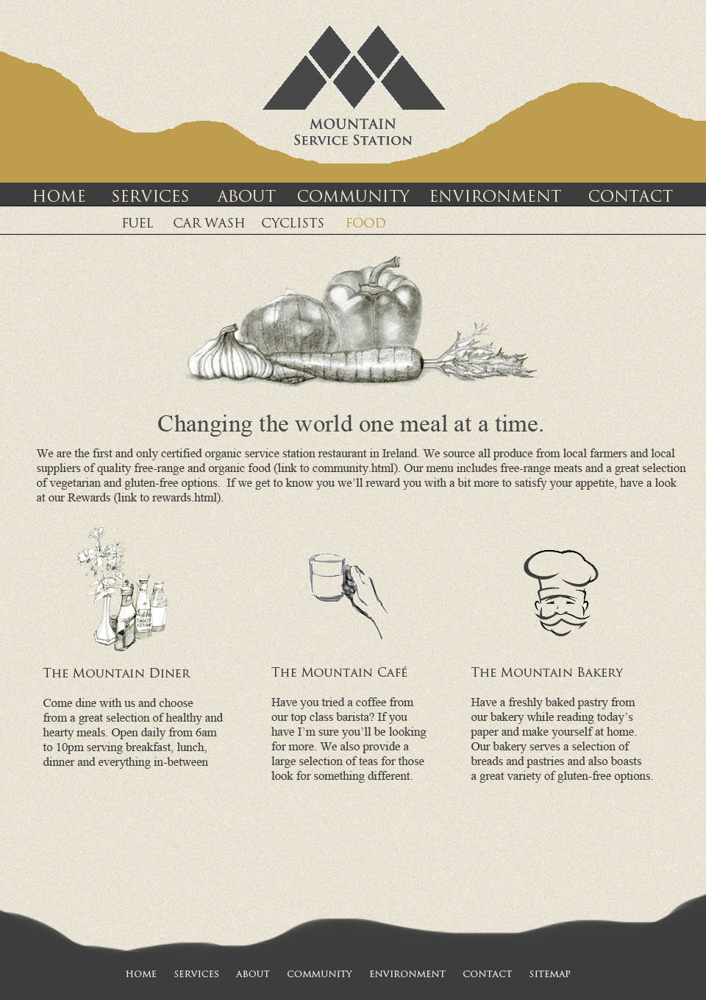 MOUNTAIN
SERVICE STATION
HOME SERVICES ABOUT COMMUNITY ENVIRONMENT CONTACT
FUEL CAR WASH CYCLISTS FOOD
Changing the world one meal at a time.
We are the first and only certified organic service station restaurant in Ireland. We source all produce from local farmers and local
suppliers of quality free-range and organic food (link to community.html). Our menu includes free-range meats and a great selection
of vegetarian and gluten-free options. If we get to know you we’ll reward you with a bit more to satisfy your appetite, have a look
at our Rewards (link to rewards.html).
TOMATO
KETCHUP
THE MOUNTAIN DINER
Come dine with us and choose
from a great selection of healthy and
hearty meals. Open daily from 6am
to 10pm serving breakfast, lunch,
dinner and everything in-between
THE MOUNTAIN CAFÉ
Have you tried a coffee from
our top class barista? If you
have I’m sure you’ll be looking
for more. We also provide a
large selection of teas for those
look for something different.
THE MOUNTAIN BAKERY
Have a freshly baked pastry from
our bakery while reading today’s
paper and make yourself at home.
Our bakery serves a selection of
breads and pastries and also boasts
a great variety of gluten-free options.
HOME SERVICES ABOUT COMMUNITY ENVIRONMENT CONTACT SITEMAP